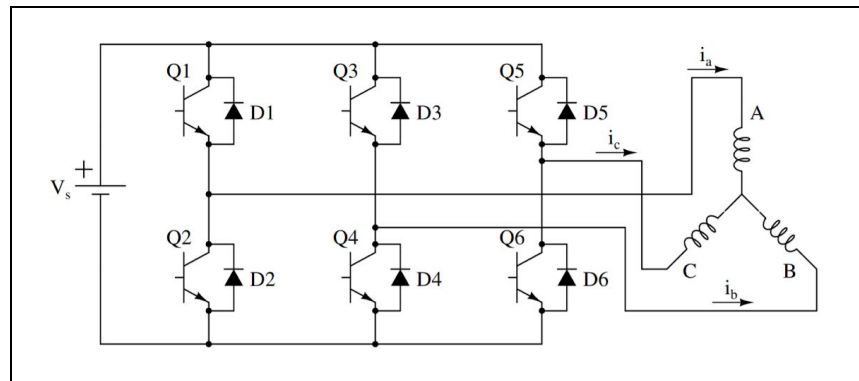 i_a
Q1
Q3
Q5
A
D1
D3
D5
i_c
+
V_s
Q2
Q4
Q6
C
B
D2
D4
D6
i_b